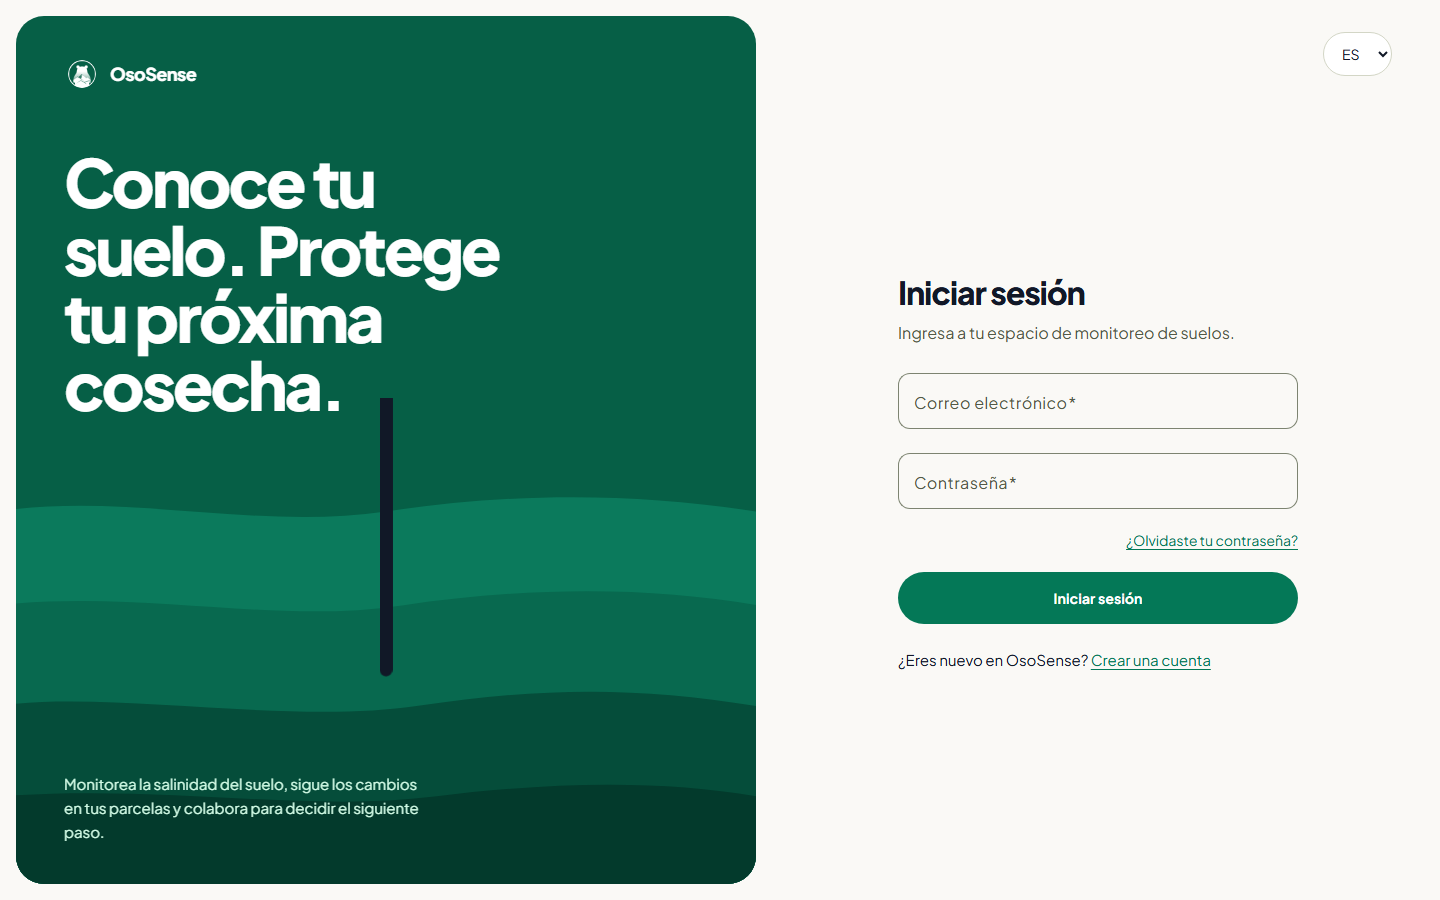 OsoSense
Conoce tu
suelo. Protege
tu próxima
cosecha.
Monitorea la salinidad del suelo, sigue los cambios
en tus parcelas y colabora para decidir el siguiente
paso.
ES
Iniciar sesión
Ingresa a tu espacio de monitoreo de suelos.
Correo electrónico*
Contraseña*
¿Olvidaste tu contraseña?
Iniciar sesión
¿Eres nuevo en OsoSense? Crear una cuenta